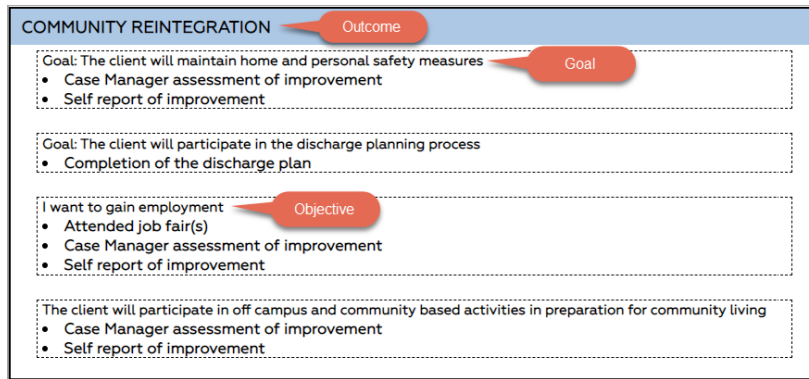 COMMUNITY REINTEGRATION Outcome
Goal: The client will maintain home and personal safety measures Goal
• Case Manager assessment of improvement
• Self report of improvement
Goal: The client will participate in the discharge planning process
• Completion of the discharge plan
I want to gain employment Objective
• Attended job fair(s)
• Case Manager assessment of improvement
• Self report of improvement
The client will participate in off campus and community based activities in preparation for community living
• Case Manager assessment of improvement
• Self report of improvement